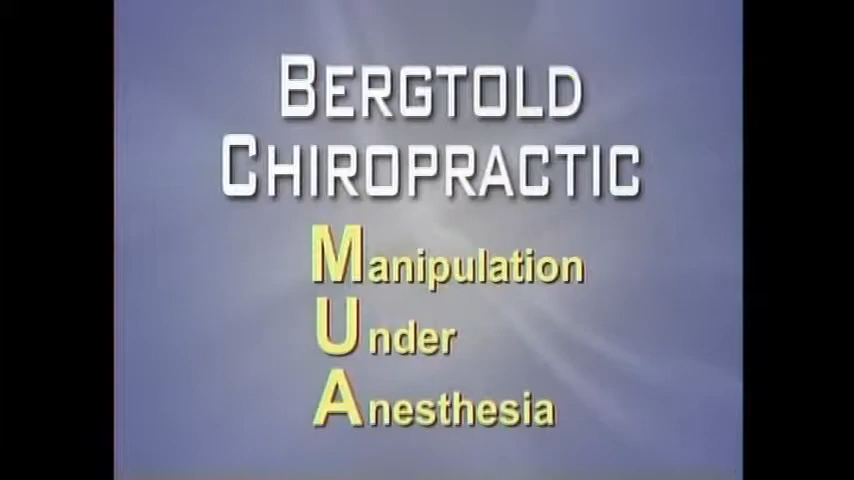 BERGTOLD
CHIROPRACTIC
Manipulation
Under
Anesthesia